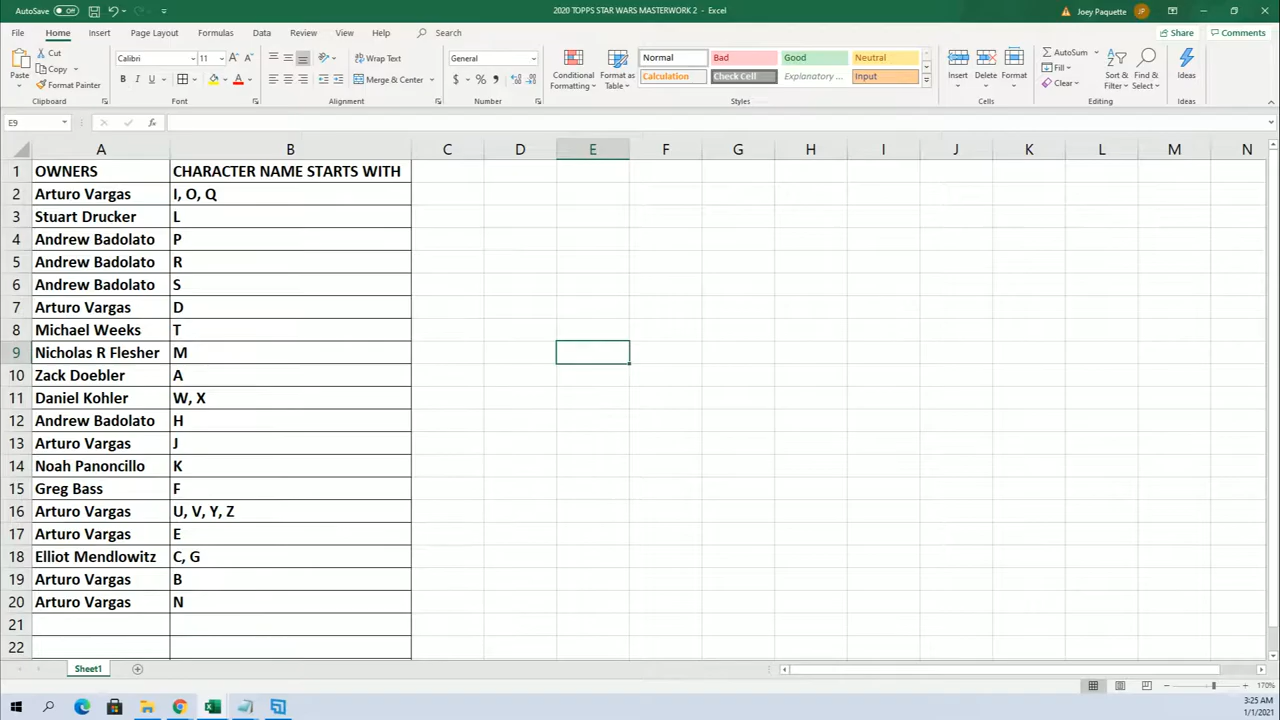 AutoSave Off 2020 TOPPS STAR WARS MASTERWORK 2 - Excel Joey Paquette JP
File Home Insert Page Layout Formulas Data Review View Help Search Share Comments
Paste Cut Copy Format Painter Clipboard
Calibri 11 B I U Font
Wrap Text Merge & Center Alignment
General $ % Number
Conditional Formatting Format as Table
Normal Bad Good Neutral
Calculation Check Cell Explanatory ... Input
Styles
Insert Delete Format Cells
AutoSum Fill Clear Sort & Filter Find & Select Editing
Ideas Ideas
E9 fx
A B C D E F G H I J K L M N
1 OWNERS CHARACTER NAME STARTS WITH
2 Arturo Vargas I, O, Q
3 Stuart Drucker L
4 Andrew Badolato P
5 Andrew Badolato R
6 Andrew Badolato S
7 Arturo Vargas D
8 Michael Weeks T
9 Nicholas R Flesher M
10 Zack Doebler A
11 Daniel Kohler W, X
12 Andrew Badolato H
13 Arturo Vargas J
14 Noah Panoncillo K
15 Greg Bass F
16 Arturo Vargas U, V, Y, Z
17 Arturo Vargas E
18 Elliot Mendlowitz C, G
19 Arturo Vargas B
20 Arturo Vargas N
21
22
Sheet1
170%
3:25 AM
1/1/2021